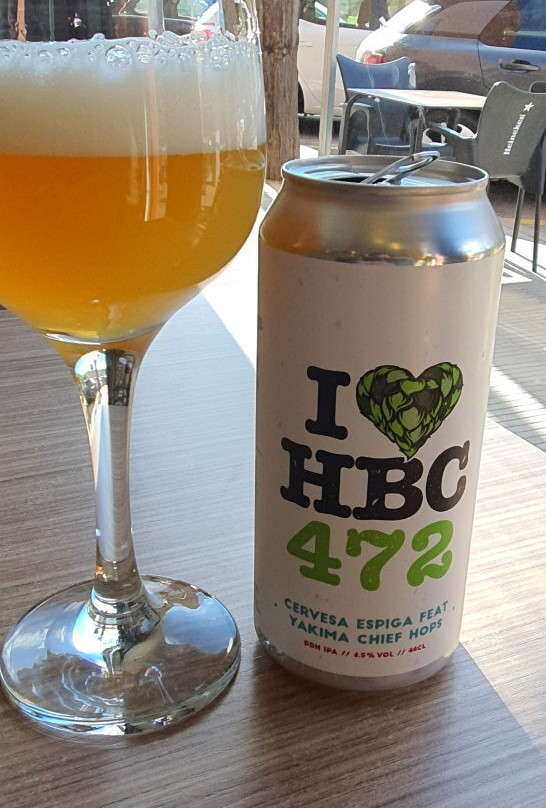 I
HBC
472
CERVESA ESPIGA FEAT
YAKIMA CHIEF HOPS
DDH IPA // 6.5% VOL // 44CL
Heineken